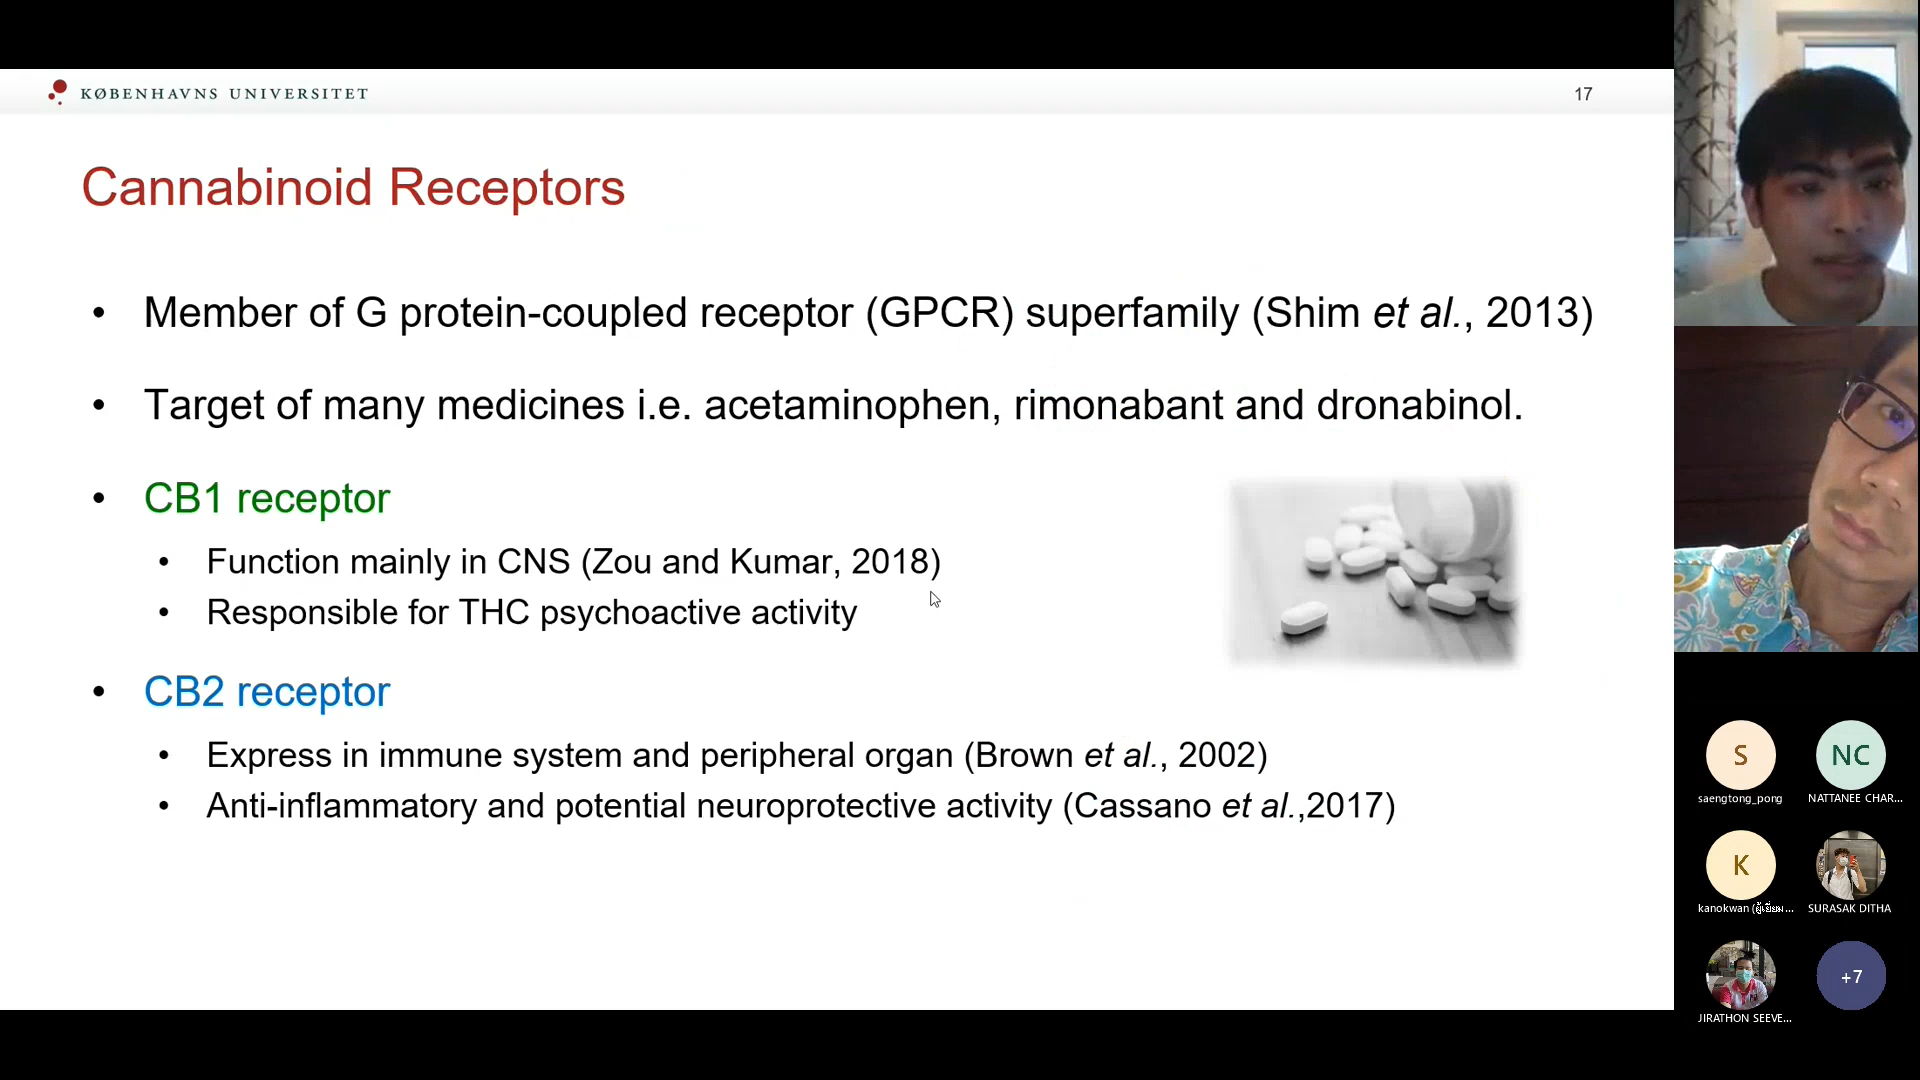 KØBENHAVNS UNIVERSITET
17
Cannabinoid Receptors
• Member of G protein-coupled receptor (GPCR) superfamily (Shim et al., 2013)
• Target of many medicines i.e. acetaminophen, rimonabant and dronabinol.
• CB1 receptor
• Function mainly in CNS (Zou and Kumar, 2018)
• Responsible for THC psychoactive activity
• CB2 receptor
• Express in immune system and peripheral organ (Brown et al., 2002)
• Anti-inflammatory and potential neuroprotective activity (Cassano et al.,2017)
S
NC
saengtong_pong
NATTANEE CHAR...
K
kanokwan (ผู้เยี่ยม...
SURASAK DITHA
+7
JIRATHON SEEVE...